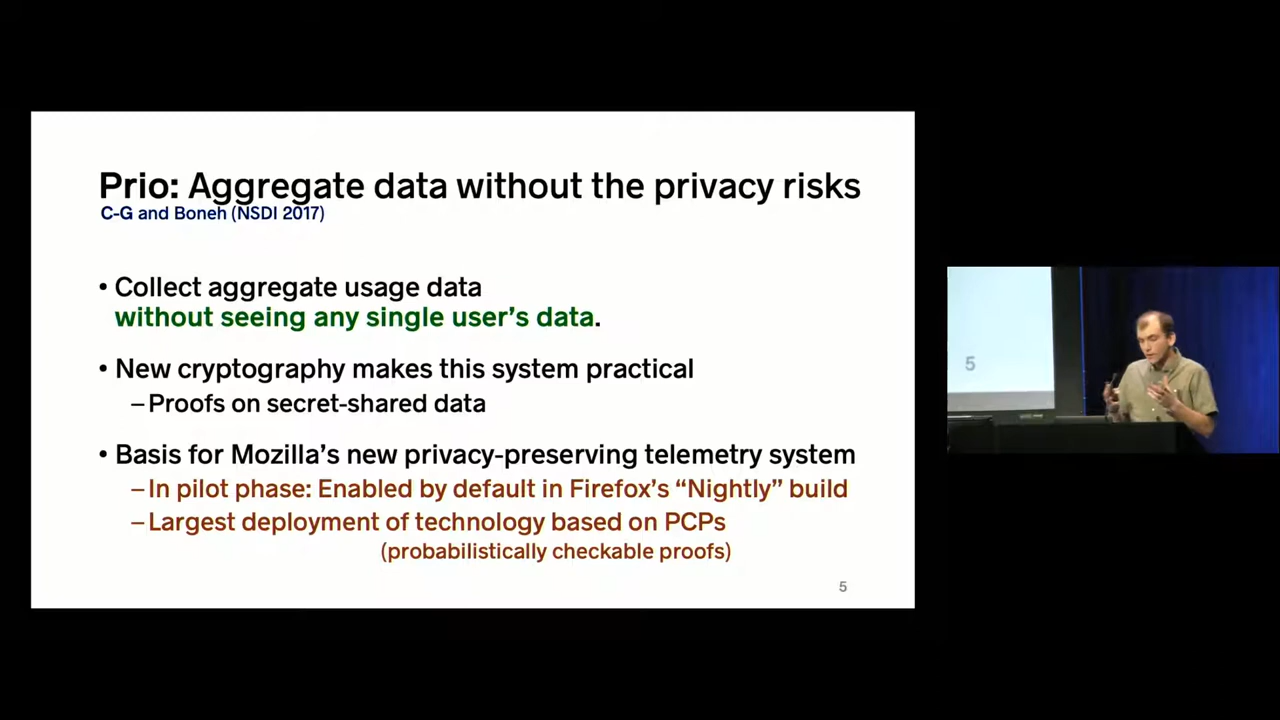 Prio: Aggregate data without the privacy risks
C-G and Boneh (NSDI 2017)
• Collect aggregate usage data
without seeing any single user’s data.
• New cryptography makes this system practical
–Proofs on secret-shared data
• Basis for Mozilla’s new privacy-preserving telemetry system
–In pilot phase: Enabled by default in Firefox’s “Nightly” build
–Largest deployment of technology based on PCPs
(probabilistically checkable proofs)
5
5